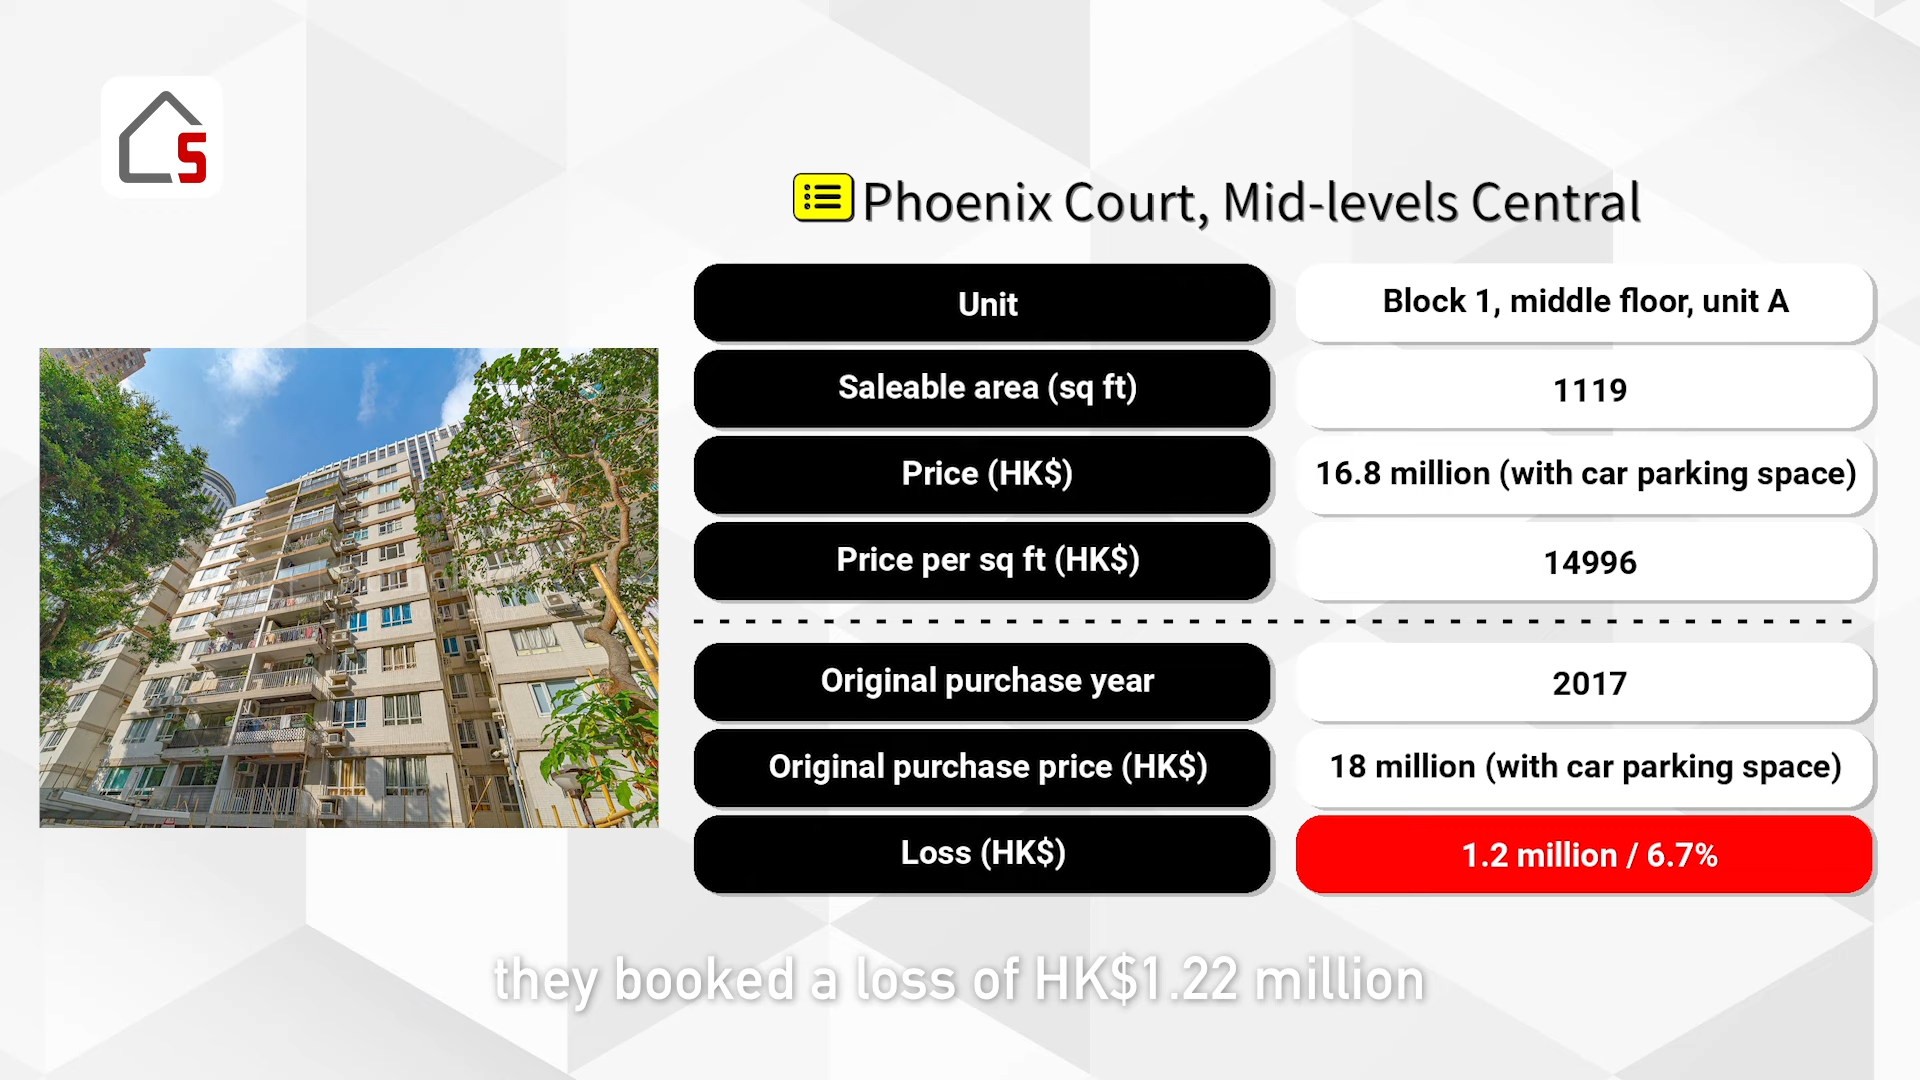 S
Phoenix Court, Mid-levels Central
Unit
Block 1, middle floor, unit A
Saleable area (sq ft)
1119
Price (HK$)
16.8 million (with car parking space)
Price per sq ft (HK$)
14996
Original purchase year
2017
Original purchase price (HK$)
18 million (with car parking space)
Loss (HK$)
1.2 million / 6.7%
they booked a loss of HK$1.22 million